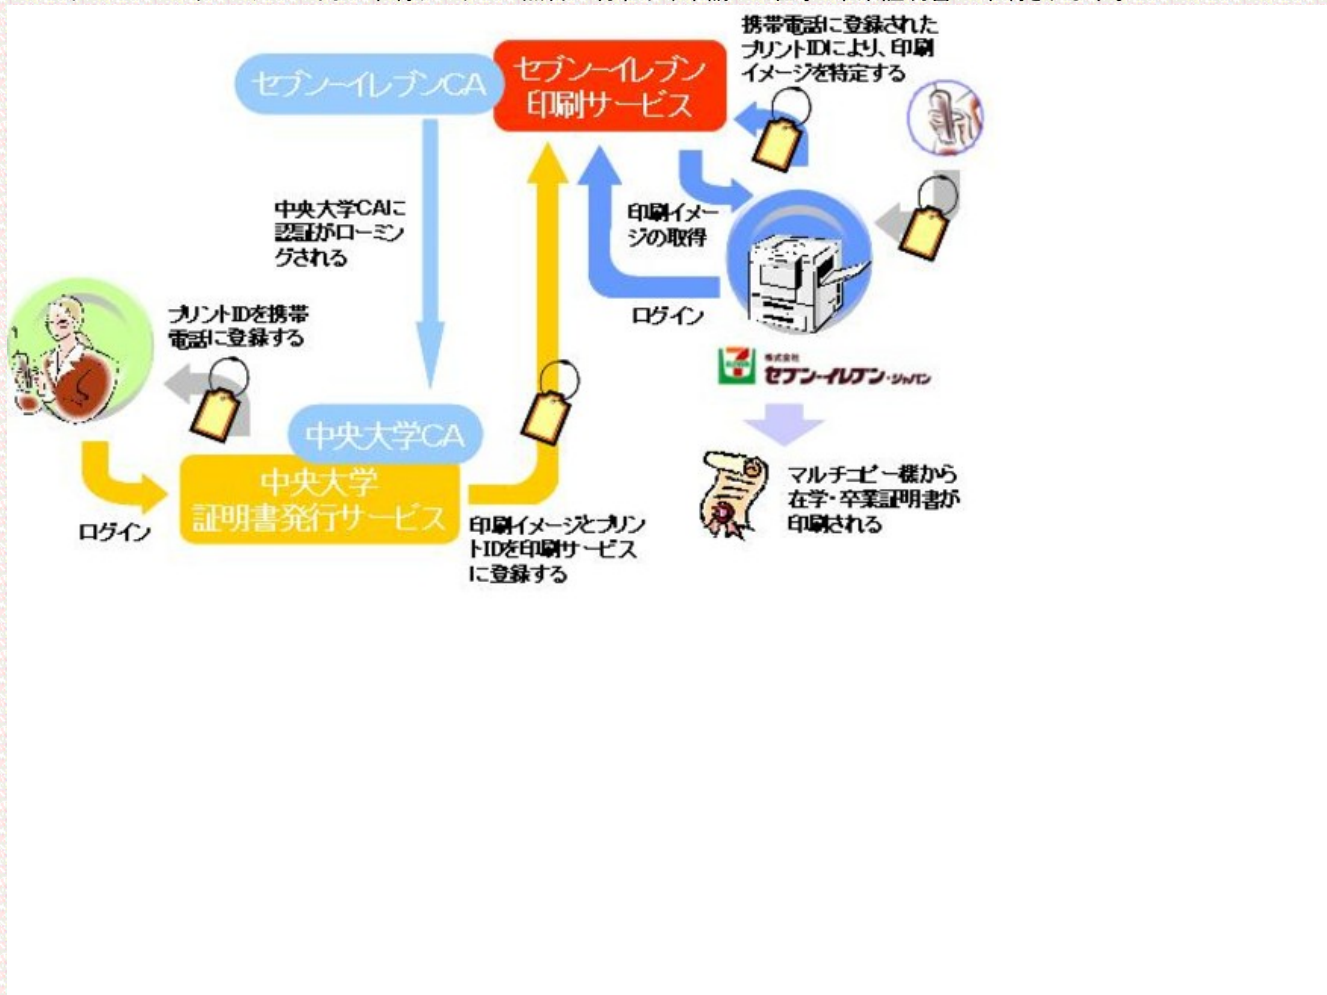 携帯電話に登録された
プリントIDにより、印刷
イメージを特定する
セブン-イレブンCA
セブン-イレブン
印刷サービス
中央大学CAに
認証がローミン
グされる
印刷イメー
ジの取得
ログイン
プリントIDを携帯
電話に登録する
株式会社
セブン-イレブン・ジャパン
中央大学CA
中央大学
証明書発行サービス
ログイン
印刷イメージとプリン
トIDを印刷サービス
に登録する
マルチコピー機から
在学・卒業証明書が
印刷される